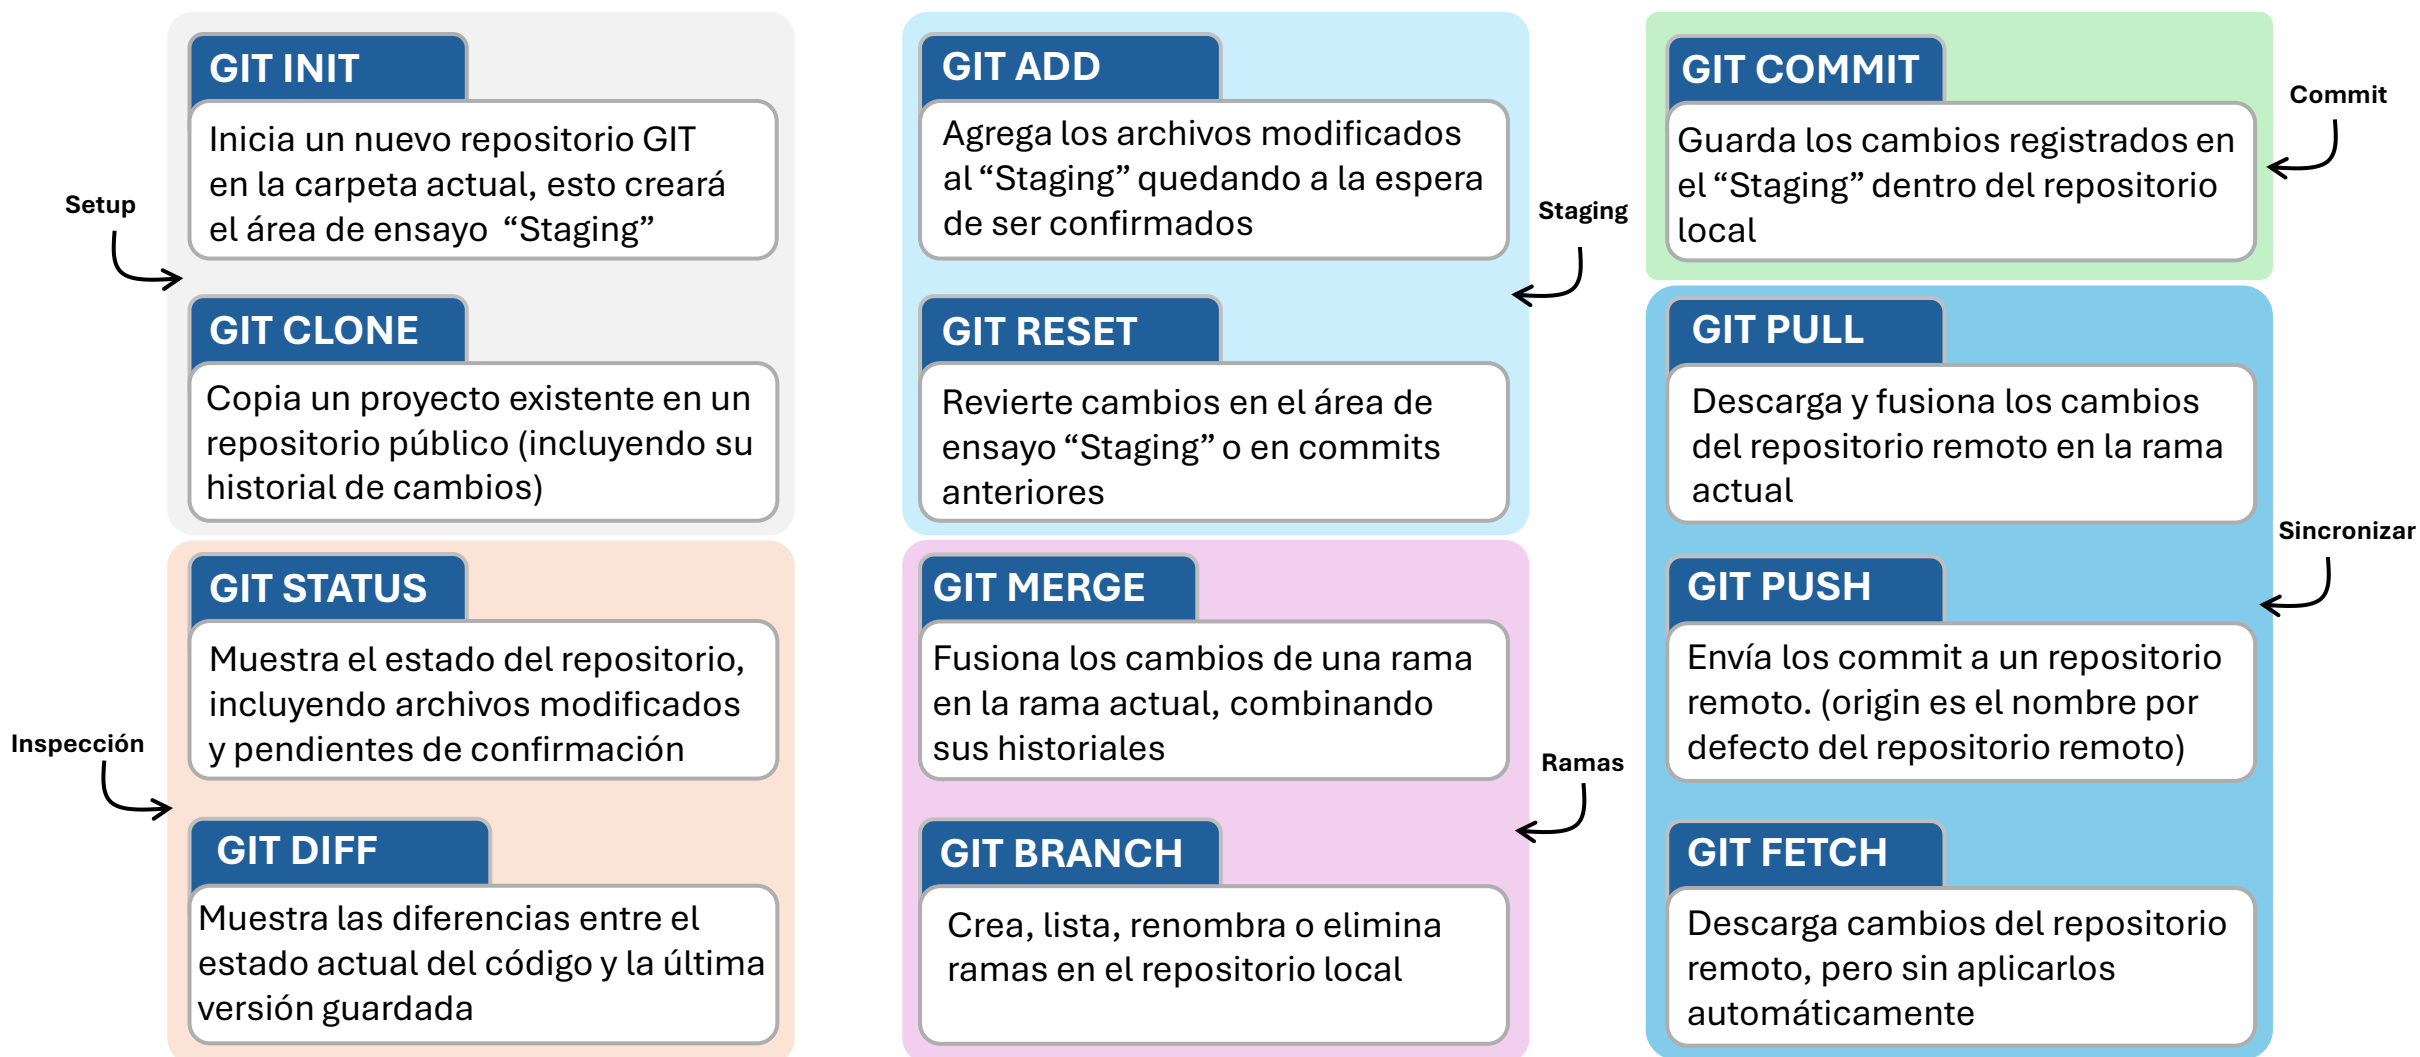 Setup
GIT INIT
Inicia un nuevo repositorio GIT
en la carpeta actual, esto creará
el área de ensayo “Staging”
GIT CLONE
Copia un proyecto existente en un
repositorio público (incluyendo su
historial de cambios)
Inspección
GIT STATUS
Muestra el estado del repositorio,
incluyendo archivos modificados
y pendientes de confirmación
GIT DIFF
Muestra las diferencias entre el
estado actual del código y la última
versión guardada
Staging
GIT ADD
Agrega los archivos modificados
al “Staging” quedando a la espera
de ser confirmados
GIT RESET
Revierte cambios en el área de
ensayo “Staging” o en commits
anteriores
Ramas
GIT MERGE
Fusiona los cambios de una rama
en la rama actual, combinando
sus historiales
GIT BRANCH
Crea, lista, renombra o elimina
ramas en el repositorio local
Commit
GIT COMMIT
Guarda los cambios registrados en
el “Staging” dentro del repositorio
local
Sincronizar
GIT PULL
Descarga y fusiona los cambios
del repositorio remoto en la rama
actual
GIT PUSH
Envía los commit a un repositorio
remoto. (origin es el nombre por
defecto del repositorio remoto)
GIT FETCH
Descarga cambios del repositorio
remoto, pero sin aplicarlos
automáticamente